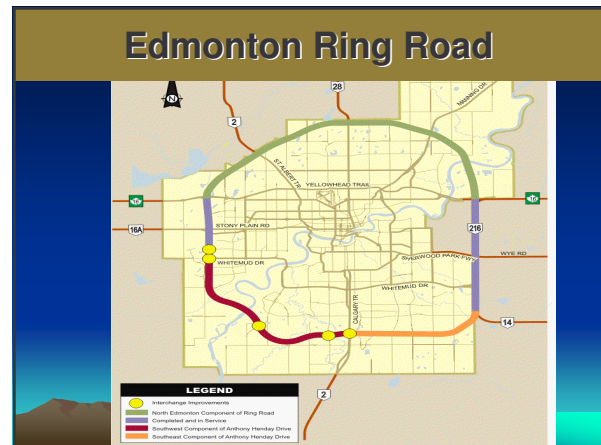 Edmonton Ring Road
28
MANNING DR
N
2
ST ALBERT TR
YELLOWHEAD TRAIL
16
16
16A
STONY PLAIN RD
216
WHITEMUD DR
SHERWOOD PARK FWY
WYE RD
WHITEMUD DR
CALGARY TR
14
2
LEGEND
Interchange Improvements
North Edmonton Component of Ring Road
Completed and in Service
Southwest Component of Anthony Henday Drive
Southeast Component of Anthony Henday Drive